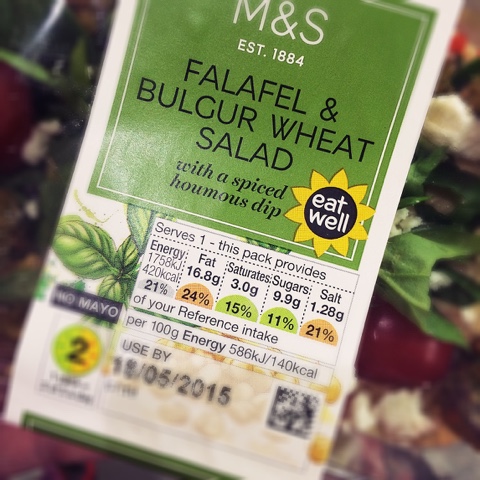 M&S
EST. 1884
FALAFEL &
BULGUR WHEAT
SALAD
with a spiced
houmous dip
eat
well
Serves 1 - this pack provides
Energy Fat Saturates Sugars Salt
1758kJ 16.8g 3.0g 9.9g 1.28g
420kcal
21% 24% 15% 11% 21%
of your Reference intake
per 100g Energy 586kJ/140kcal
NO MAYO
2
USE BY
18/05/2015